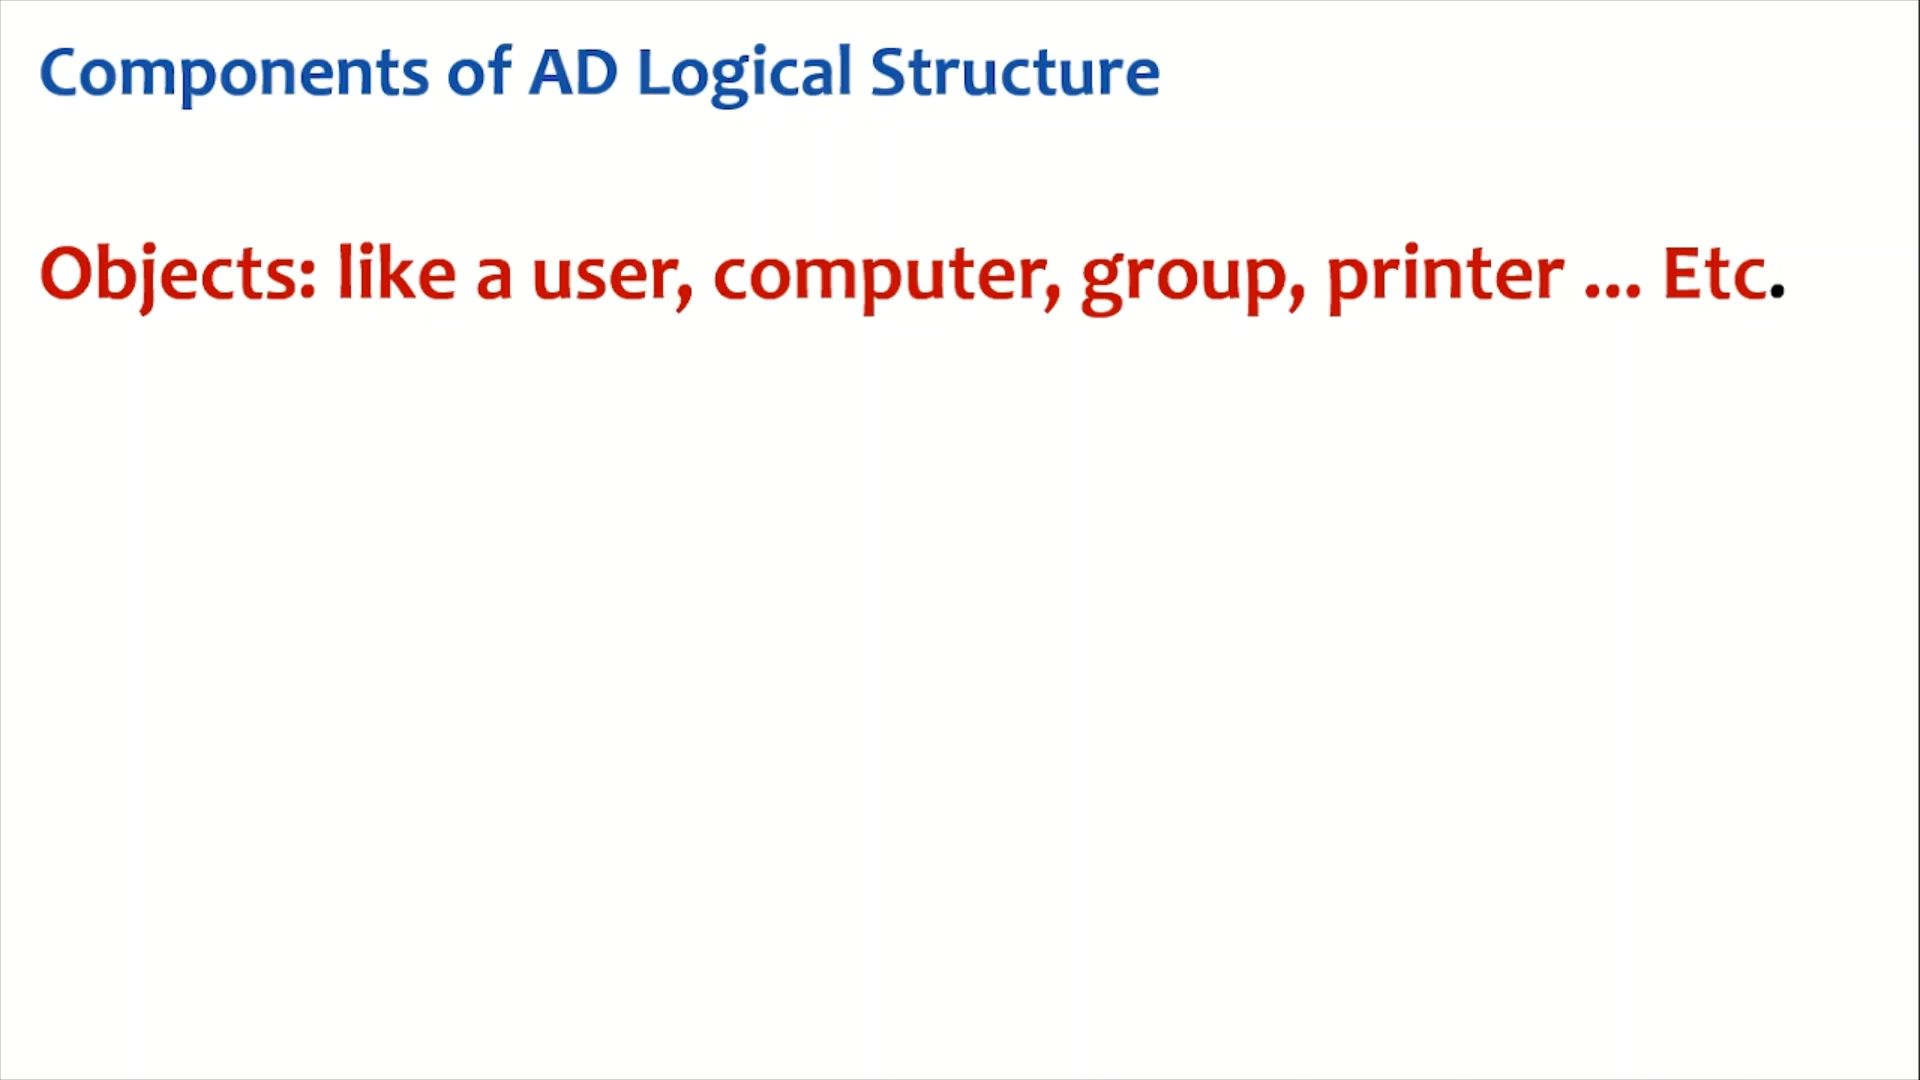 Components of AD Logical Structure
Objects: like a user, computer, group, printer ... Etc.